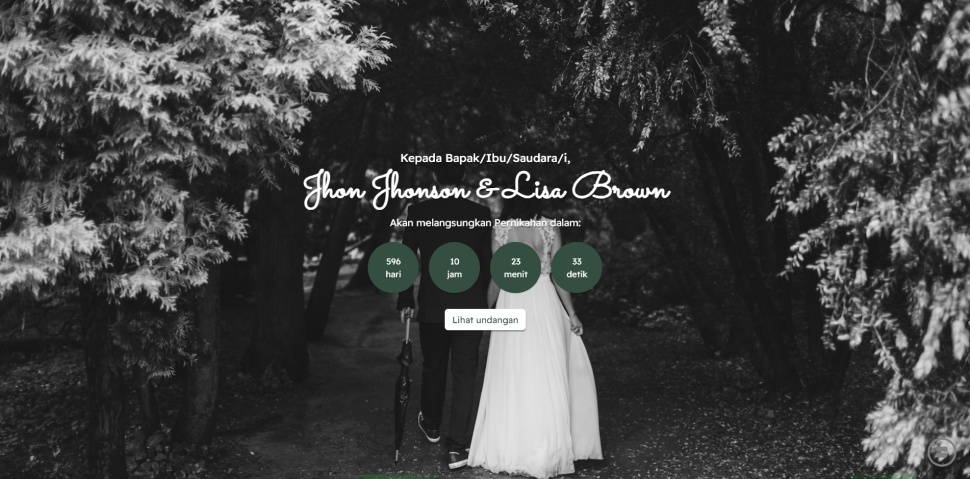 Kepada Bapak/Ibu/Saudara/i,
Jhon Jhonson & Lisa Brown
Akan melangsungkan Pernikahan dalam:
596 10 23 33
hari jam menit detik
Lihat undangan